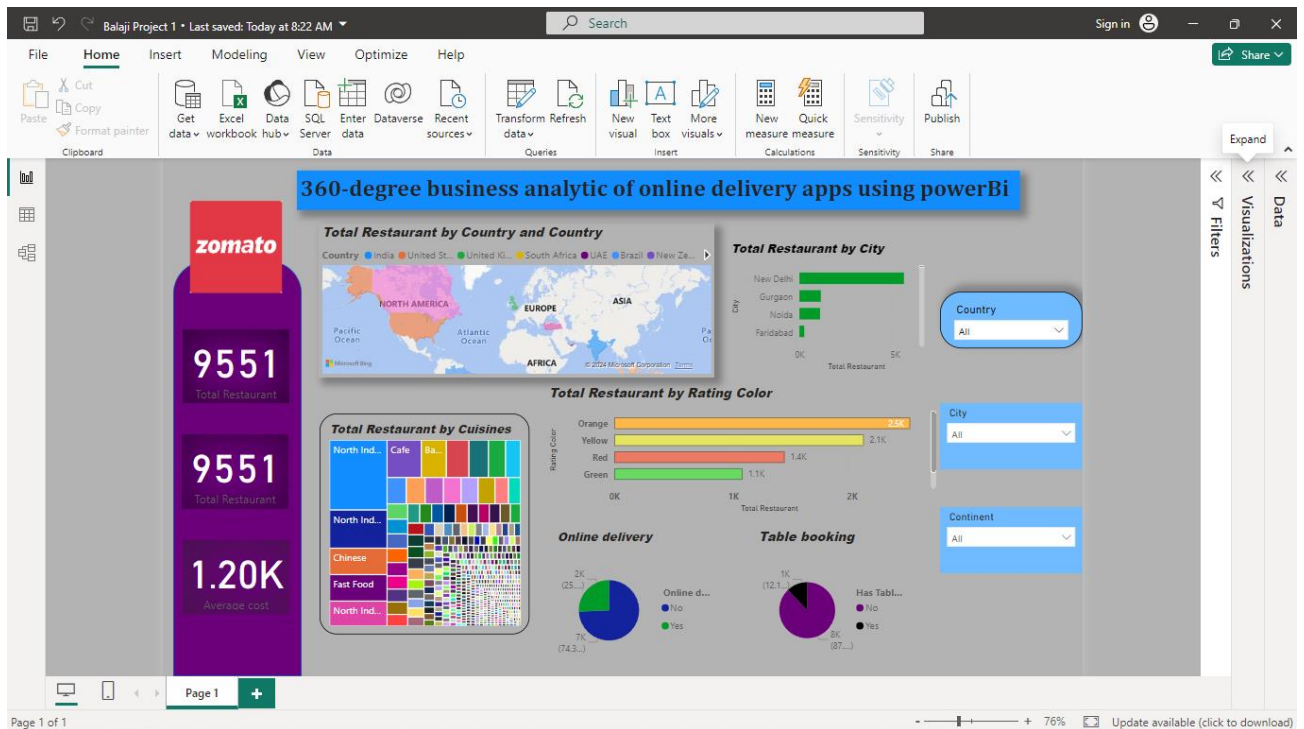 Balaji Project 1 • Last saved: Today at 8:22 AM
Search
Sign in
File Home Insert Modeling View Optimize Help
Share
Paste
Cut
Copy
Format painter
Clipboard
Get data
Excel workbook
Data hub
SQL Server
Enter data
Dataverse
Recent sources
Data
Transform data
Refresh
Queries
New visual
Text box
More visuals
Insert
New measure
Quick measure
Calculations
Sensitivity
Sensitivity
Publish
Share
Expand
Filters
Visualizations
Data
360-degree business analytic of online delivery apps using powerBi
zomato
9551
Total Restaurant
9551
Total Restaurant
1.20K
Average cost
Total Restaurant by Country and Country
Country India United St... United Ki... South Africa UAE Brazil New Ze...
NORTH AMERICA
EUROPE
ASIA
Pacific Ocean
Atlantic Ocean
Pa
AFRICA
Microsoft Bing
© 2024 Microsoft Corporation Terms
Total Restaurant by City
City
New Delhi
Gurgaon
Noida
Faridabad
0K 5K
Total Restaurant
Country
All
City
All
Continent
All
Total Restaurant by Rating Color
Rating Color
Orange 2.5K
Yellow 2.1K
Red 1.4K
Green 1.1K
0K 1K 2K
Total Restaurant
Total Restaurant by Cuisines
North Ind...
Cafe
Ba...
North Ind...
Chinese
Fast Food
North Ind...
Online delivery
2K
(25....)
7K
(74.3...)
Online d...
No
Yes
Table booking
1K
(12.1...)
8K
(87....)
Has Tabl...
No
Yes
Page 1
Page 1 of 1
- + 76%
Update available (click to download)